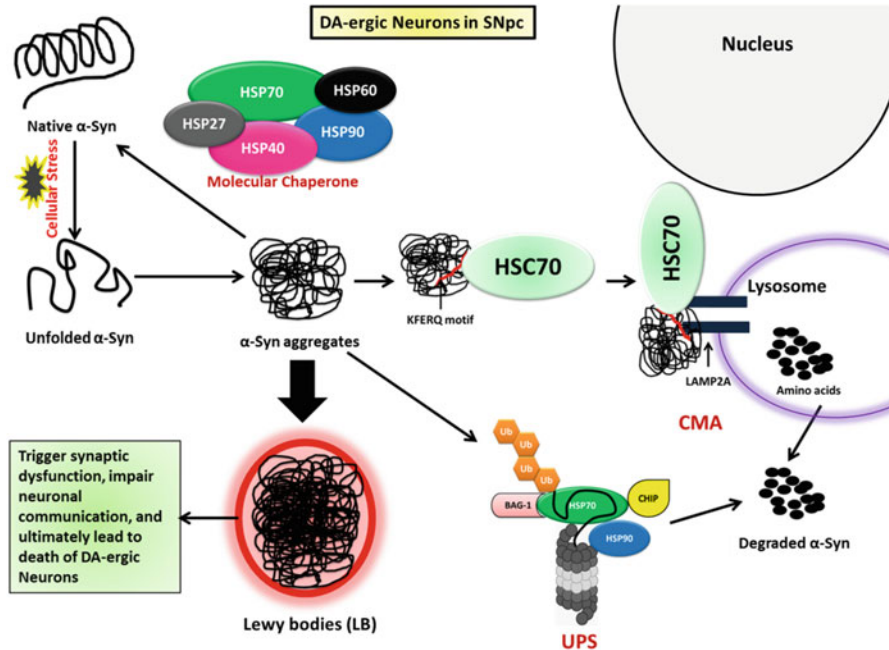 DA-ergic Neurons in SNpc
Nucleus
HSP70
HSP60
HSP27
HSP90
HSP40
Molecular Chaperone
Native α-Syn
Cellular Stress
Unfolded α-Syn
α-Syn aggregates
KFERQ motif
HSC70
HSC70
Lysosome
LAMP2A
Amino acids
CMA
Trigger synaptic
dysfunction, impair
neuronal
communication, and
ultimately lead to
death of DA-ergic
Neurons
Lewy bodies (LB)
Ub
Ub
Ub
Ub
BAG-1
HSP70
CHIP
HSP90
UPS
Degraded α-Syn